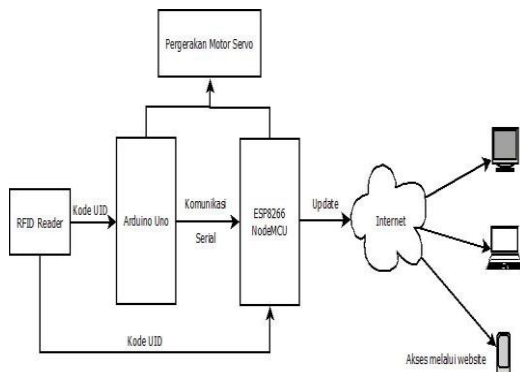 Pergerakan Motor Servo
RFID Reader
Kode UID
Arduino Uno
Komunikasi
Serial
ESP8266
NodeMCU
Update
Internet
Kode UID
Akses melalui website